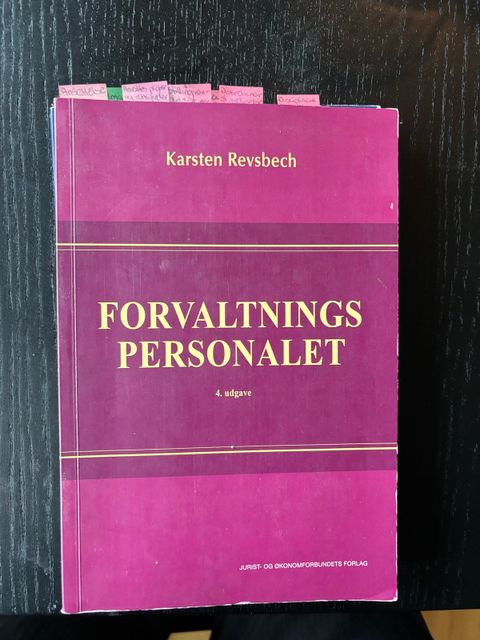 Karsten Revsbech
FORVALTNINGS
PERSONALET
4. udgave
JURIST- OG ØKONOMFORBUNDETS FORLAG